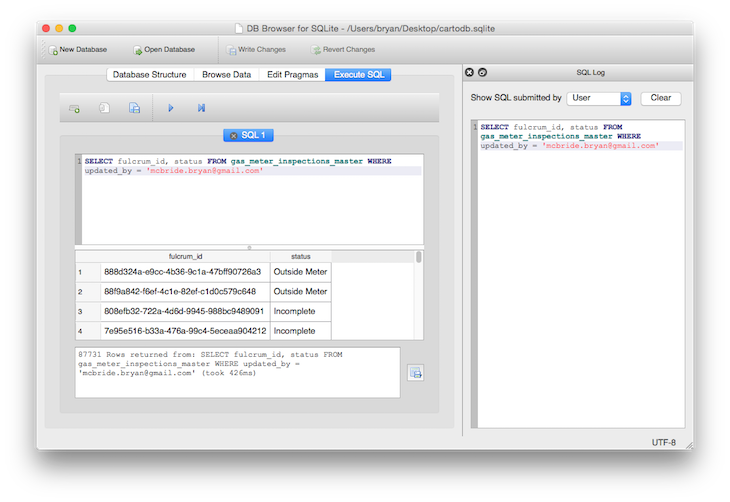 DB Browser for SQLite - /Users/bryan/Desktop/cartodb.sqlite
New Database Open Database Write Changes Revert Changes
Database Structure Browse Data Edit Pragmas Execute SQL
SQL 1
1 SELECT fulcrum_id, status FROM gas_meter_inspections_master WHERE
updated_by = 'mcbride.bryan@gmail.com'
fulcrum_id status
1 888d324a-e9cc-4b36-9c1a-47bff90726a3 Outside Meter
2 88f9a842-f6ef-4c1e-82ef-c1d0c579c648 Outside Meter
3 808efb32-722a-4d6d-9945-988bc9489091 Incomplete
4 7e95e516-b33a-476a-99c4-5eceaa904212 Incomplete
87731 Rows returned from: SELECT fulcrum_id, status FROM
gas_meter_inspections_master WHERE updated_by =
'mcbride.bryan@gmail.com' (took 426ms)
SQL Log
Show SQL submitted by User Clear
1 SELECT fulcrum_id, status FROM
gas_meter_inspections_master WHERE
updated_by = 'mcbride.bryan@gmail.com'
UTF-8